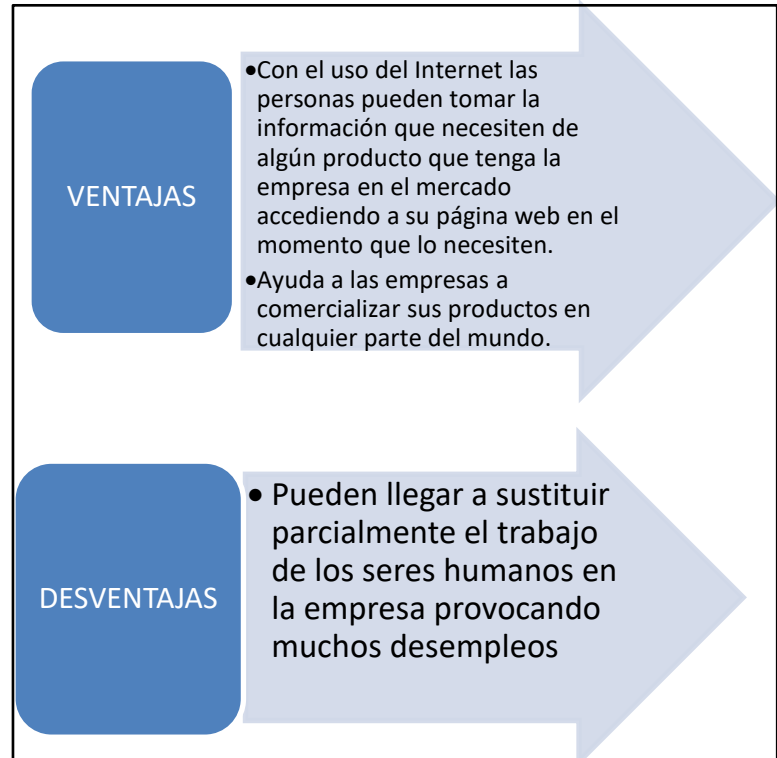 VENTAJAS
•Con el uso del Internet las
personas pueden tomar la
información que necesiten de
algún producto que tenga la
empresa en el mercado
accediendo a su página web en el
momento que lo necesiten.
•Ayuda a las empresas a
comercializar sus productos en
cualquier parte del mundo.
DESVENTAJAS
• Pueden llegar a sustituir
parcialmente el trabajo
de los seres humanos en
la empresa provocando
muchos desempleos